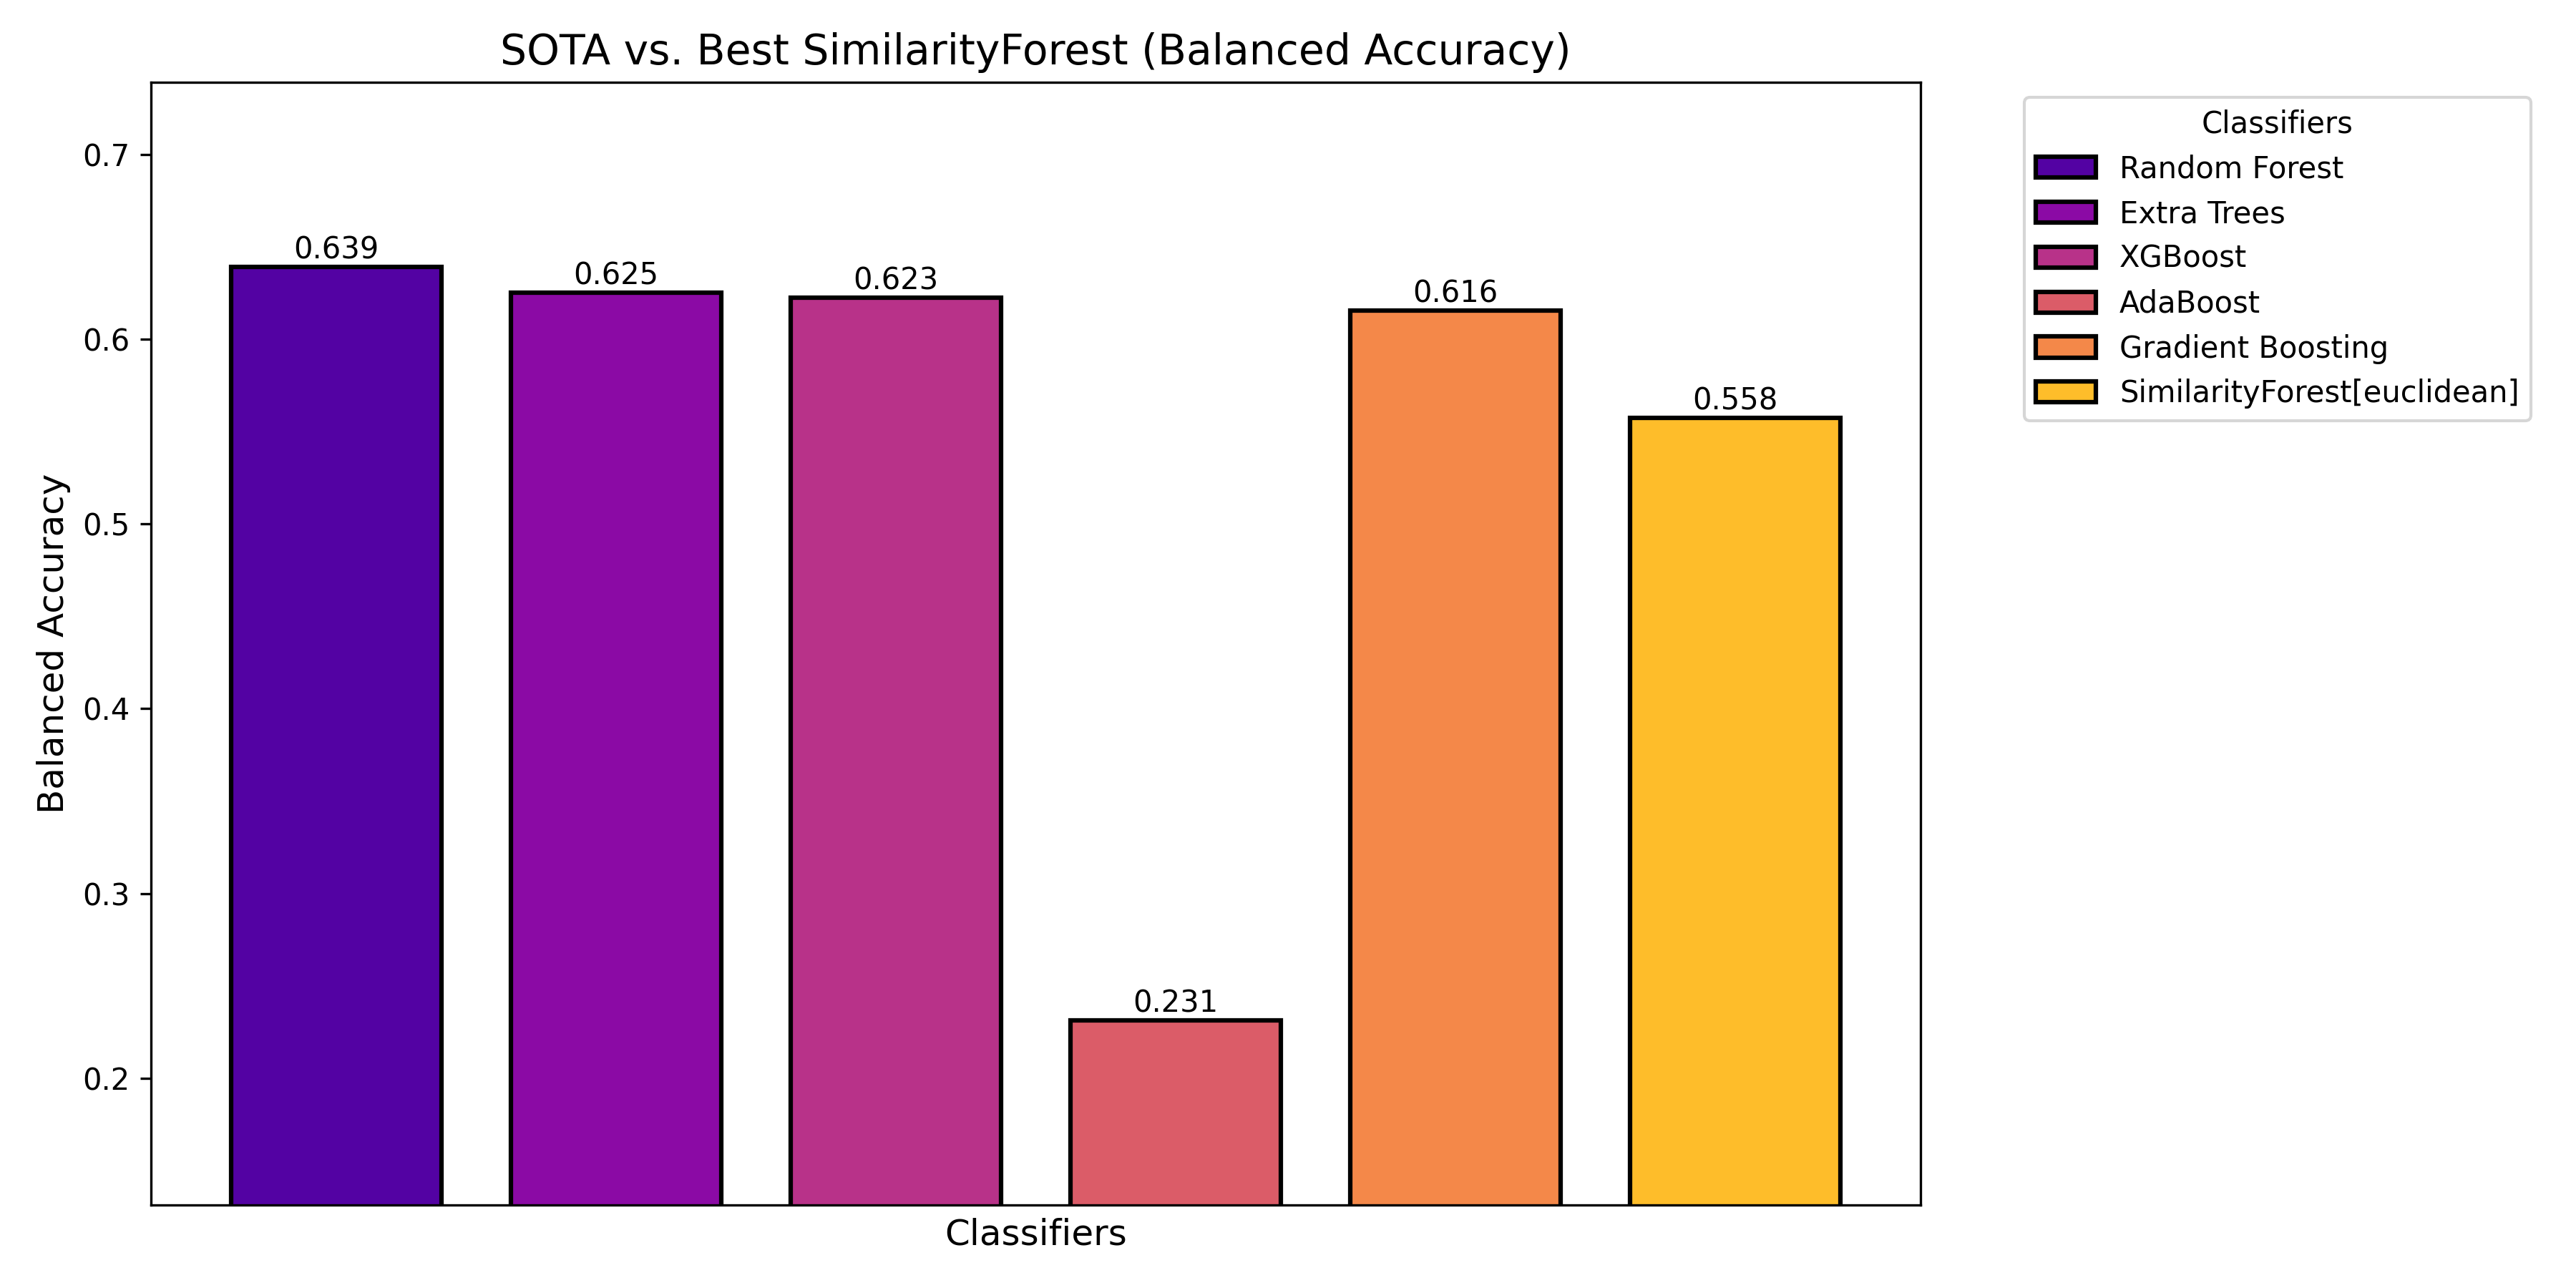 SOTA vs. Best SimilarityForest (Balanced Accuracy)
Balanced Accuracy
0.7
0.6
0.5
0.4
0.3
0.2
0.639
0.625
0.623
0.231
0.616
0.558
Classifiers
Classifiers
Random Forest
Extra Trees
XGBoost
AdaBoost
Gradient Boosting
SimilarityForest[euclidean]